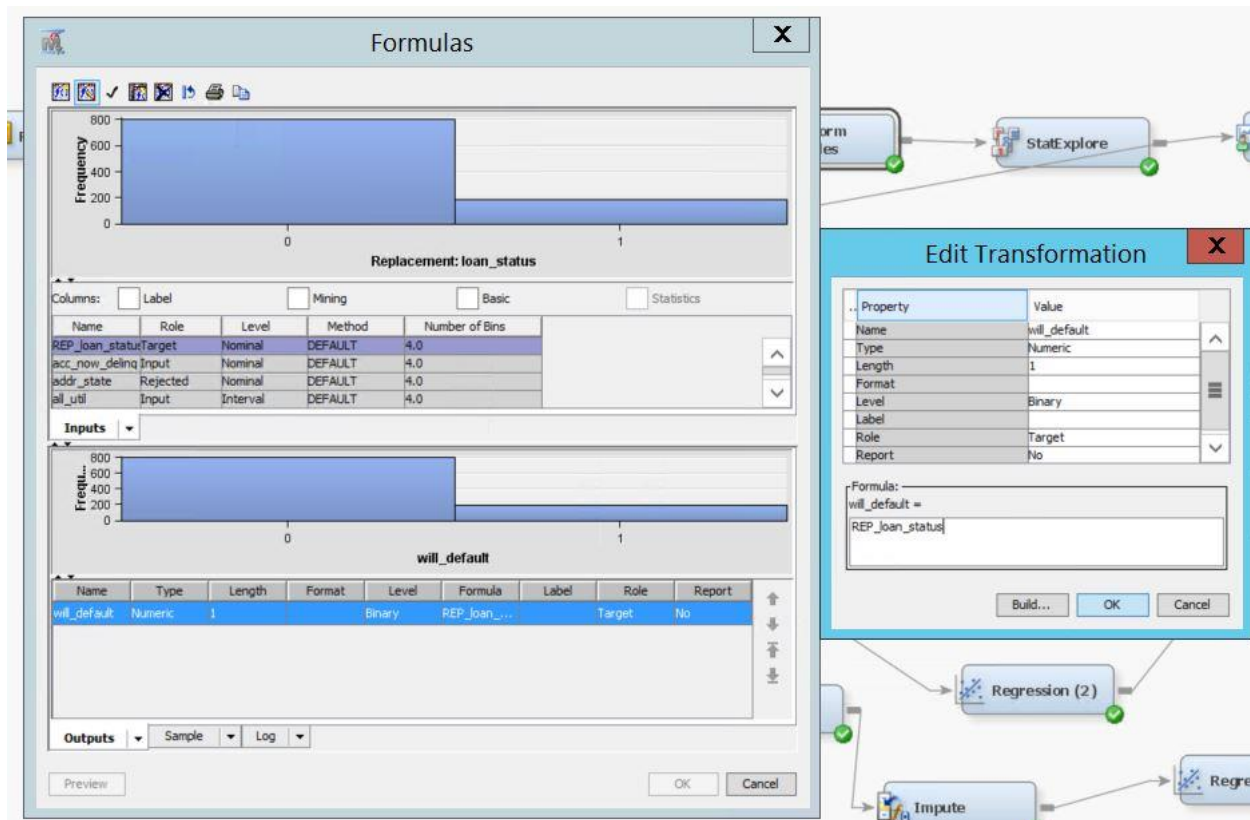 Formulas
X
800
600
400
200
0
Frequency
0 1
Replacement: loan_status
Columns: Label Mining Basic Statistics
Name Role Level Method Number of Bins
REP_loan_statu Target Nominal DEFAULT 4.0
acc_now_delinq Input Nominal DEFAULT 4.0
addr_state Rejected Nominal DEFAULT 4.0
all_util Input Interval DEFAULT 4.0
Inputs
800
600
400
200
0
Frequ...
0 1
will_default
Name Type Length Format Level Formula Label Role Report
will_default Numeric 1 Binary REP_loan_... Target No
Outputs Sample Log
Preview OK Cancel
orm
les
StatExplore
Edit Transformation
X
.. Property Value
Name will_default
Type Numeric
Length 1
Format
Level Binary
Label
Role Target
Report No
Formula:
will_default =
REP_loan_status
Build... OK Cancel
Regression (2)
Regre
Impute